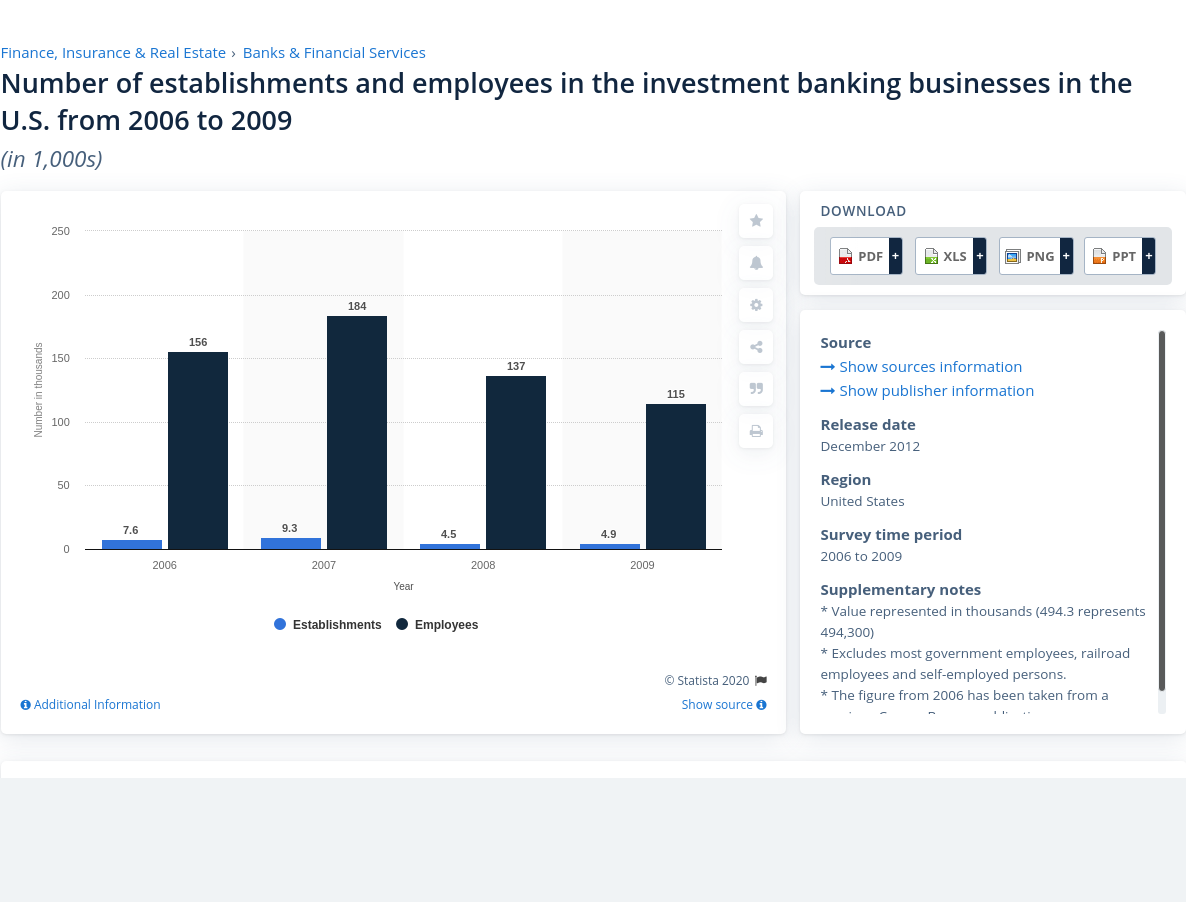 Finance, Insurance & Real Estate › Banks & Financial Services
Number of establishments and employees in the investment banking businesses in the
U.S. from 2006 to 2009
(in 1,000s)
250
200
150
100
50
0
Number in thousands
7.6
156
9.3
184
4.5
137
4.9
115
2006
2007
2008
2009
Year
Establishments
Employees
© Statista 2020
Additional Information
Show source
DOWNLOAD
PDF +
XLS +
PNG +
PPT +
Source
Show sources information
Show publisher information
Release date
December 2012
Region
United States
Survey time period
2006 to 2009
Supplementary notes
* Value represented in thousands (494.3 represents
494,300)
* Excludes most government employees, railroad
employees and self-employed persons.
* The figure from 2006 has been taken from a